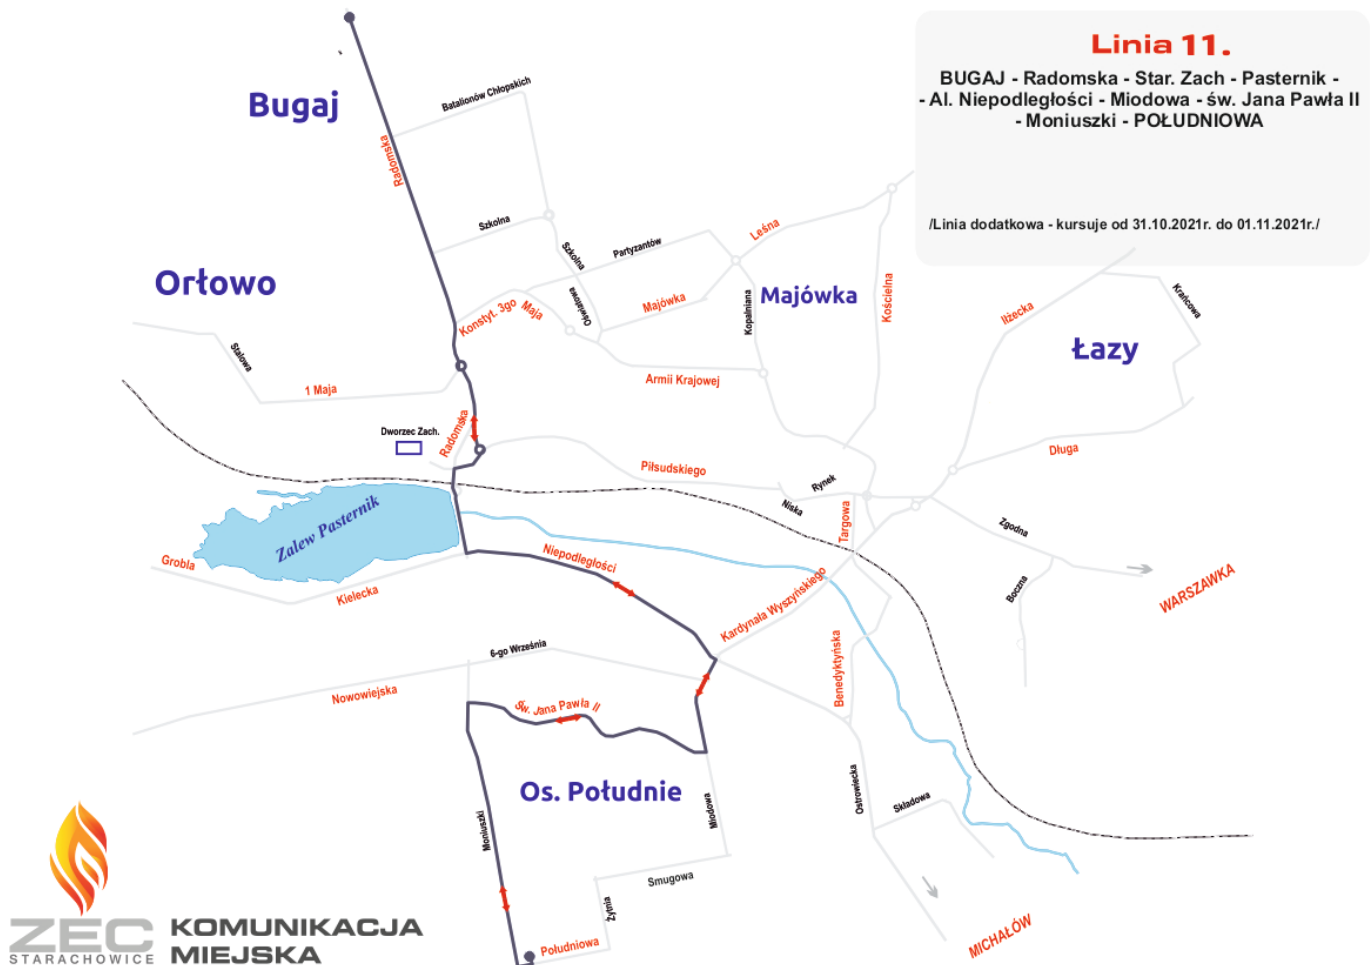 Linia 11.
BUGAJ - Radomska - Star. Zach - Pasternik -
- Al. Niepodległości - Miodowa - św. Jana Pawła II
- Moniuszki - POŁUDNIOWA
/Linia dodatkowa - kursuje od 31.10.2021r. do 01.11.2021r./
Bugaj
Batalionów Chłopskich
Radomska
Szkolna
Szkolna
Partyzantów
Leśna
Orłowo
Oświatowa
Majówka
Kopalniana
Majówka
Kościelna
Iłżecka
Krańcowa
Konstyt. 3go Maja
Łazy
Stalowa
1 Maja
Armii Krajowej
Dworzec Zach.
Radomska
Piłsudskiego
Rynek
Niska
Długa
Targowa
Zgodna
Zalew Pasternik
Grobla
Kielecka
Niepodległości
Kardynała Wyszyńskiego
Boczna
WARSZAWKA
6-go Września
Nowowiejska
Benedyktyńska
Św. Jana Pawła II
Os. Południe
Moniuszki
Miodowa
Ostrowiecka
Składowa
Smugowa
Żytnia
Południowa
MICHAŁÓW
ZEC
STARACHOWICE
KOMUNIKACJA
MIEJSKA